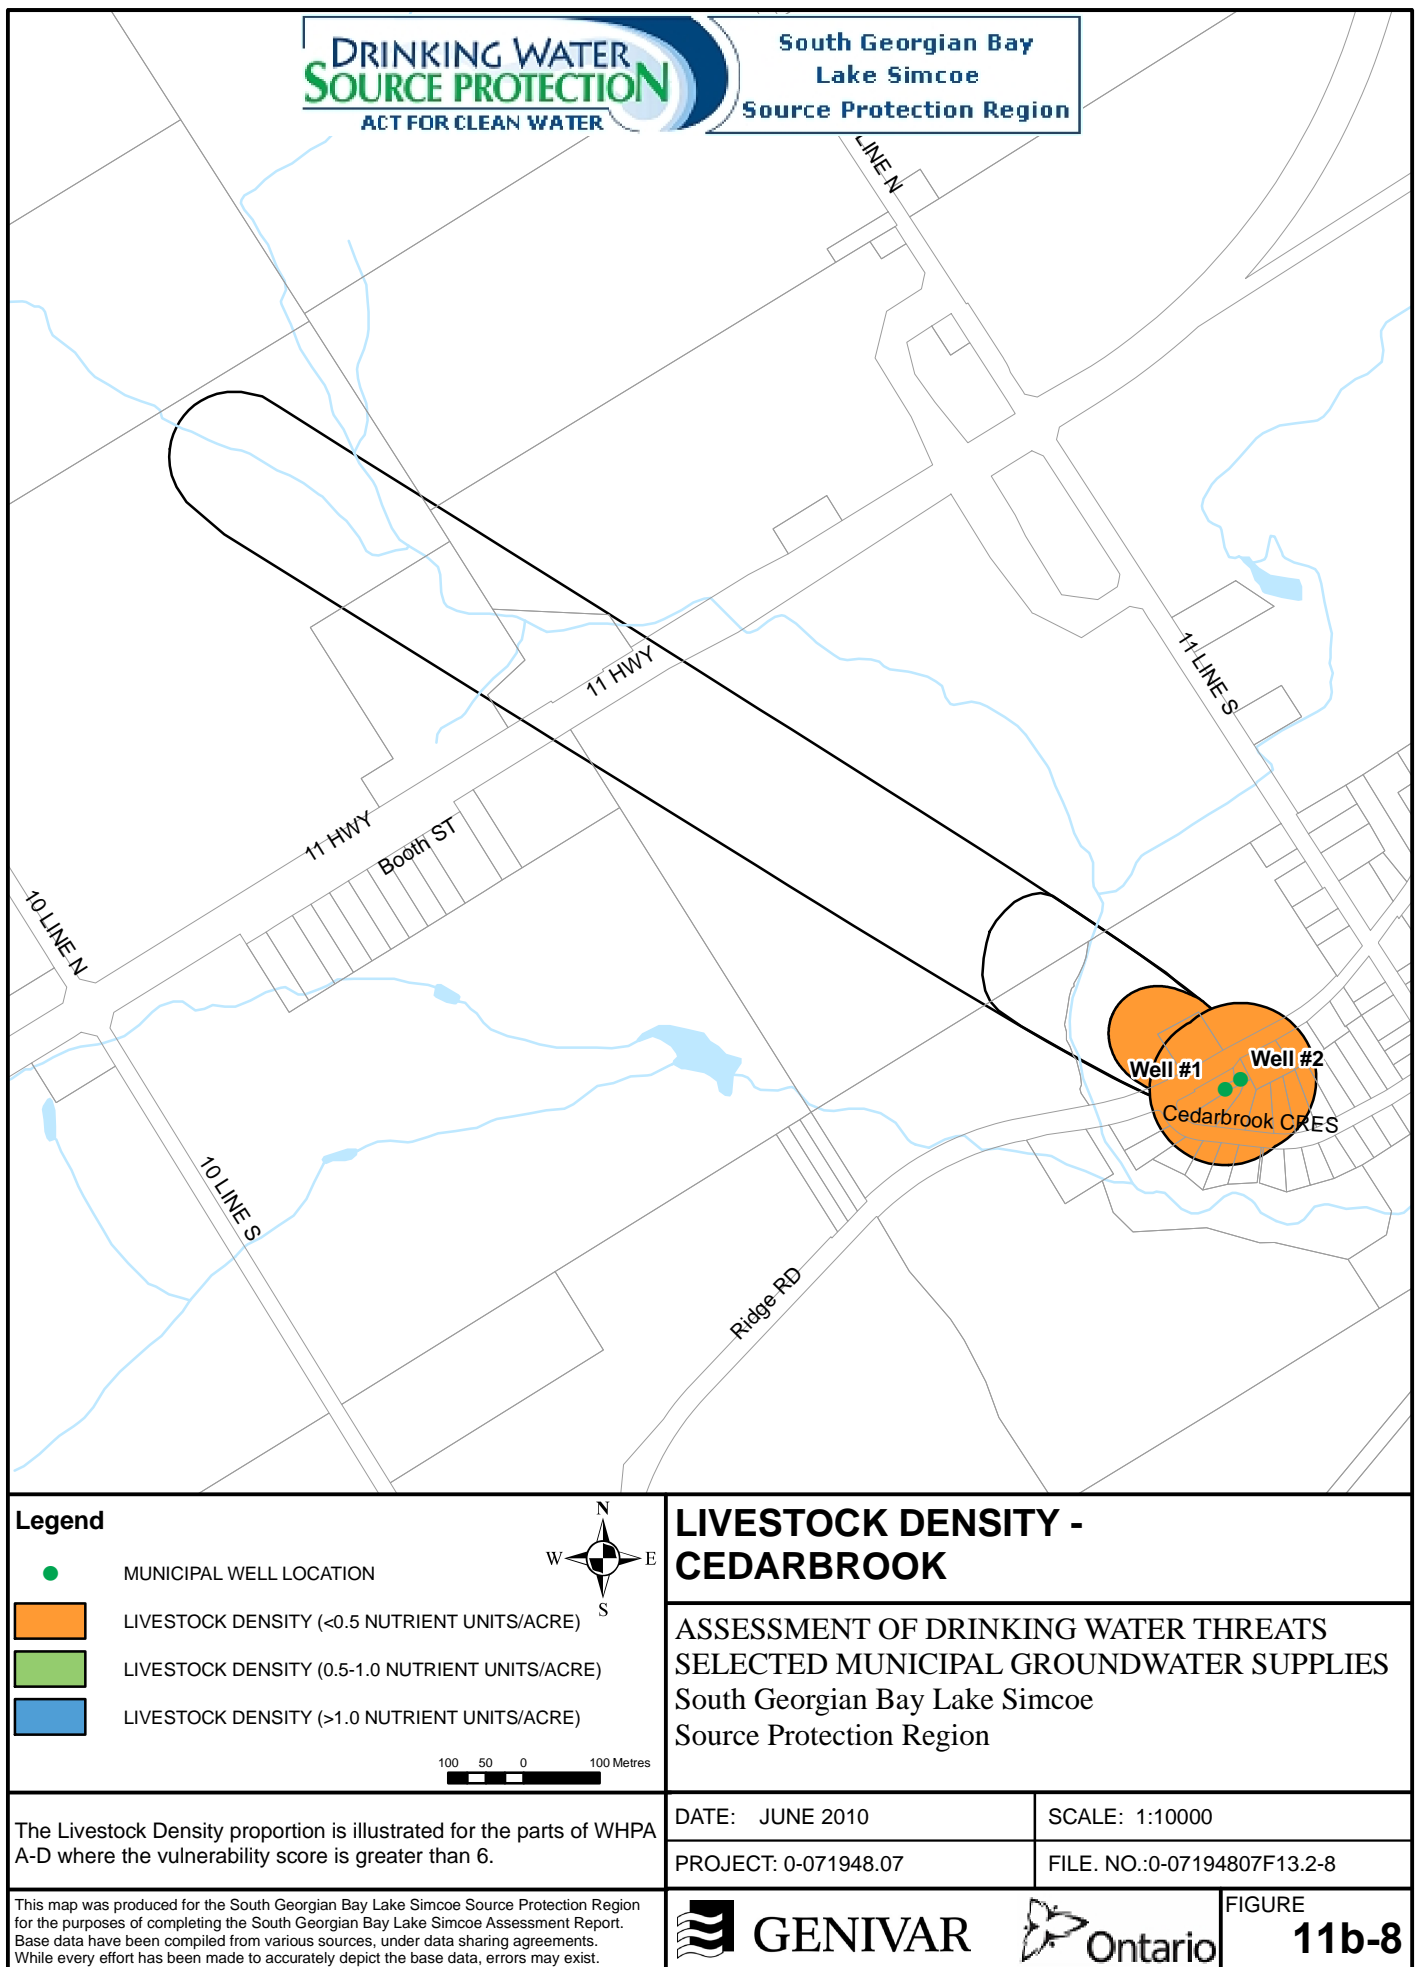 DRINKING WATER
SOURCE PROTECTION
ACT FOR CLEAN WATER
South Georgian Bay
Lake Simcoe
Source Protection Region
LINE N
11 LINE S
11 HWY
11 HWY
Booth ST
10 LINE N
Well #1
Well #2
Cedarbrook CRES
10 LINE S
Ridge RD
Legend
MUNICIPAL WELL LOCATION
LIVESTOCK DENSITY (<0.5 NUTRIENT UNITS/ACRE)
LIVESTOCK DENSITY (0.5-1.0 NUTRIENT UNITS/ACRE)
LIVESTOCK DENSITY (>1.0 NUTRIENT UNITS/ACRE)
N
W
E
S
100 50 0 100 Metres
The Livestock Density proportion is illustrated for the parts of WHPA
A-D where the vulnerability score is greater than 6.
This map was produced for the South Georgian Bay Lake Simcoe Source Protection Region
for the purposes of completing the South Georgian Bay Lake Simcoe Assessment Report.
Base data have been compiled from various sources, under data sharing agreements.
While every effort has been made to accurately depict the base data, errors may exist.
LIVESTOCK DENSITY -
CEDARBROOK
ASSESSMENT OF DRINKING WATER THREATS
SELECTED MUNICIPAL GROUNDWATER SUPPLIES
South Georgian Bay Lake Simcoe
Source Protection Region
DATE: JUNE 2010
SCALE: 1:10000
PROJECT: 0-071948.07
FILE. NO.:0-07194807F13.2-8
GENIVAR
Ontario
FIGURE
11b-8